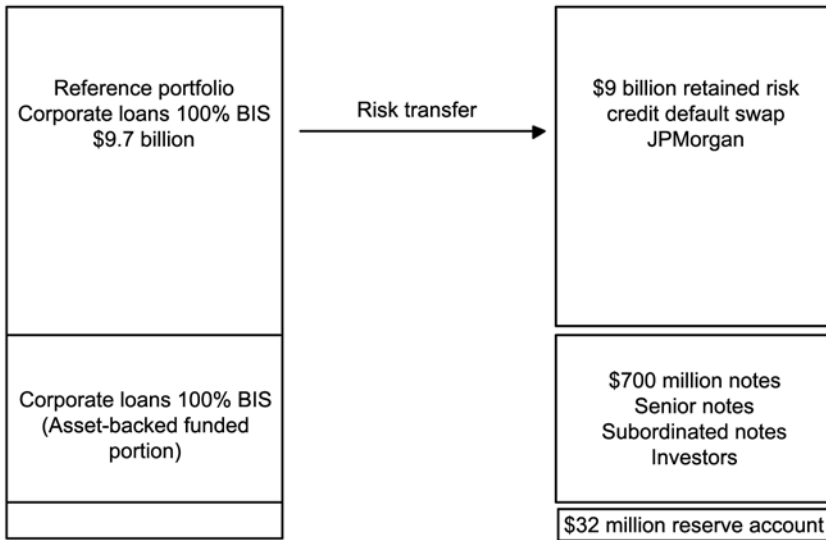 Reference portfolio
Corporate loans 100% BIS
$9.7 billion
Risk transfer
$9 billion retained risk
credit default swap
JPMorgan
Corporate loans 100% BIS
(Asset-backed funded
portion)
$700 million notes
Senior notes
Subordinated notes
Investors
$32 million reserve account